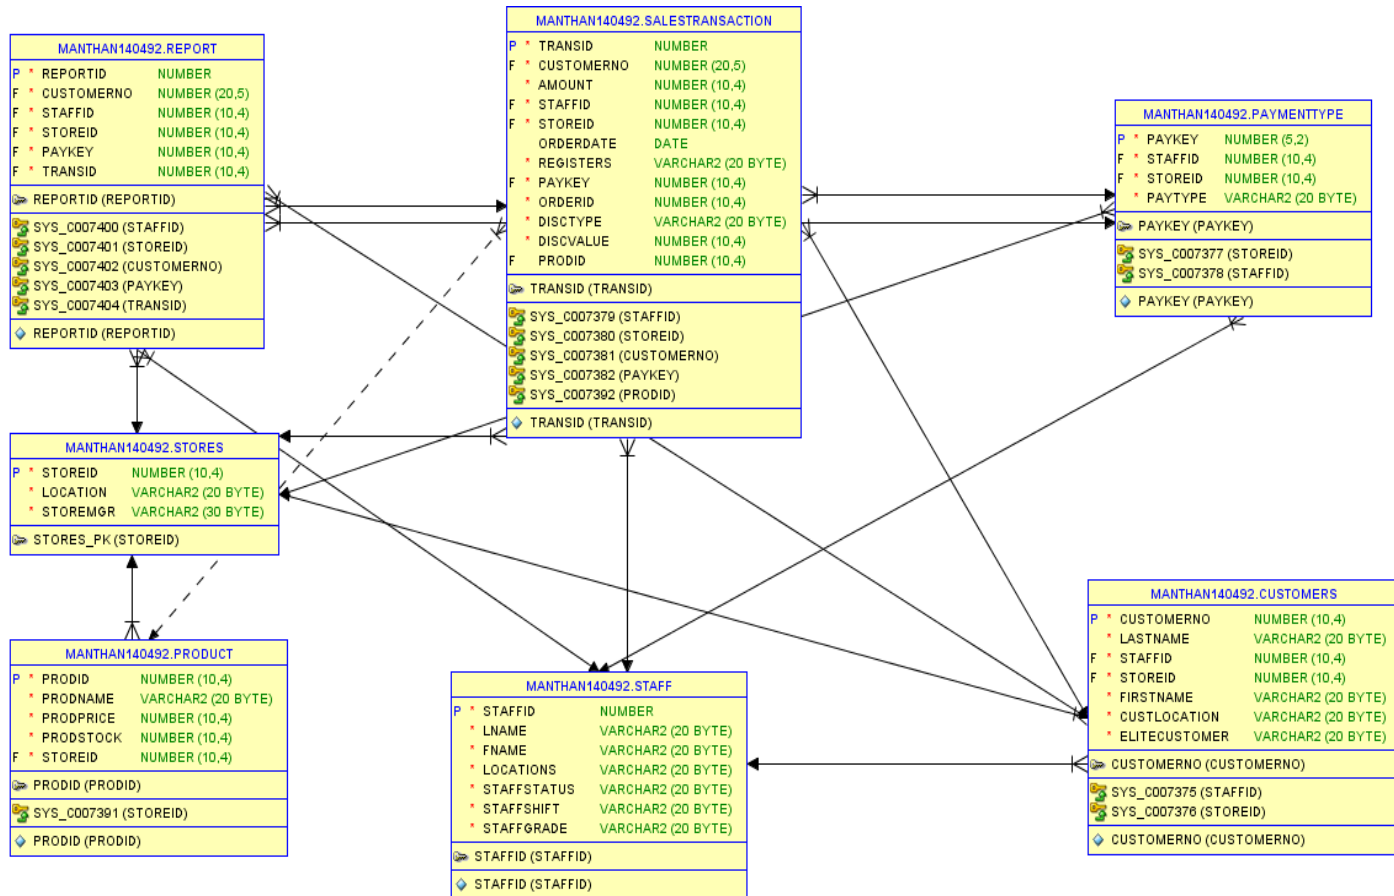 MANTHAN140492.REPORT
P * REPORTID NUMBER
F * CUSTOMERNO NUMBER (20,5)
F * STAFFID NUMBER (10,4)
F * STOREID NUMBER (10,4)
F * PAYKEY NUMBER (10,4)
F * TRANSID NUMBER (10,4)
REPORTID (REPORTID)
SYS_C007400 (STAFFID)
SYS_C007401 (STOREID)
SYS_C007402 (CUSTOMERNO)
SYS_C007403 (PAYKEY)
SYS_C007404 (TRANSID)
REPORTID (REPORTID)
MANTHAN140492.SALESTRANSACTION
P * TRANSID NUMBER
F * CUSTOMERNO NUMBER (20,5)
* AMOUNT NUMBER (10,4)
F * STAFFID NUMBER (10,4)
F * STOREID NUMBER (10,4)
ORDERDATE DATE
* REGISTERS VARCHAR2 (20 BYTE)
F * PAYKEY NUMBER (10,4)
* ORDERID NUMBER (10,4)
* DISCTYPE VARCHAR2 (20 BYTE)
* DISCVALUE NUMBER (10,4)
F PRODID NUMBER (10,4)
TRANSID (TRANSID)
SYS_C007379 (STAFFID)
SYS_C007380 (STOREID)
SYS_C007381 (CUSTOMERNO)
SYS_C007382 (PAYKEY)
SYS_C007392 (PRODID)
TRANSID (TRANSID)
MANTHAN140492.PAYMENTTYPE
P * PAYKEY NUMBER (5,2)
F * STAFFID NUMBER (10,4)
F * STOREID NUMBER (10,4)
* PAYTYPE VARCHAR2 (20 BYTE)
PAYKEY (PAYKEY)
SYS_C007377 (STOREID)
SYS_C007378 (STAFFID)
PAYKEY (PAYKEY)
MANTHAN140492.STORES
P * STOREID NUMBER (10,4)
* LOCATION VARCHAR2 (20 BYTE)
* STOREMGR VARCHAR2 (30 BYTE)
STORES_PK (STOREID)
MANTHAN140492.PRODUCT
P * PRODID NUMBER (10,4)
* PRODNAME VARCHAR2 (20 BYTE)
* PRODPRICE NUMBER (10,4)
* PRODSTOCK NUMBER (10,4)
F * STOREID NUMBER (10,4)
PRODID (PRODID)
SYS_C007391 (STOREID)
PRODID (PRODID)
MANTHAN140492.STAFF
P * STAFFID NUMBER
* LNAME VARCHAR2 (20 BYTE)
* FNAME VARCHAR2 (20 BYTE)
* LOCATIONS VARCHAR2 (20 BYTE)
* STAFFSTATUS VARCHAR2 (20 BYTE)
* STAFFSHIFT VARCHAR2 (20 BYTE)
* STAFFGRADE VARCHAR2 (20 BYTE)
STAFFID (STAFFID)
STAFFID (STAFFID)
MANTHAN140492.CUSTOMERS
P * CUSTOMERNO NUMBER (10,4)
* LASTNAME VARCHAR2 (20 BYTE)
F * STAFFID NUMBER (10,4)
F * STOREID NUMBER (10,4)
* FIRSTNAME VARCHAR2 (20 BYTE)
* CUSTLOCATION VARCHAR2 (20 BYTE)
* ELITECUSTOMER VARCHAR2 (20 BYTE)
CUSTOMERNO (CUSTOMERNO)
SYS_C007375 (STAFFID)
SYS_C007376 (STOREID)
CUSTOMERNO (CUSTOMERNO)